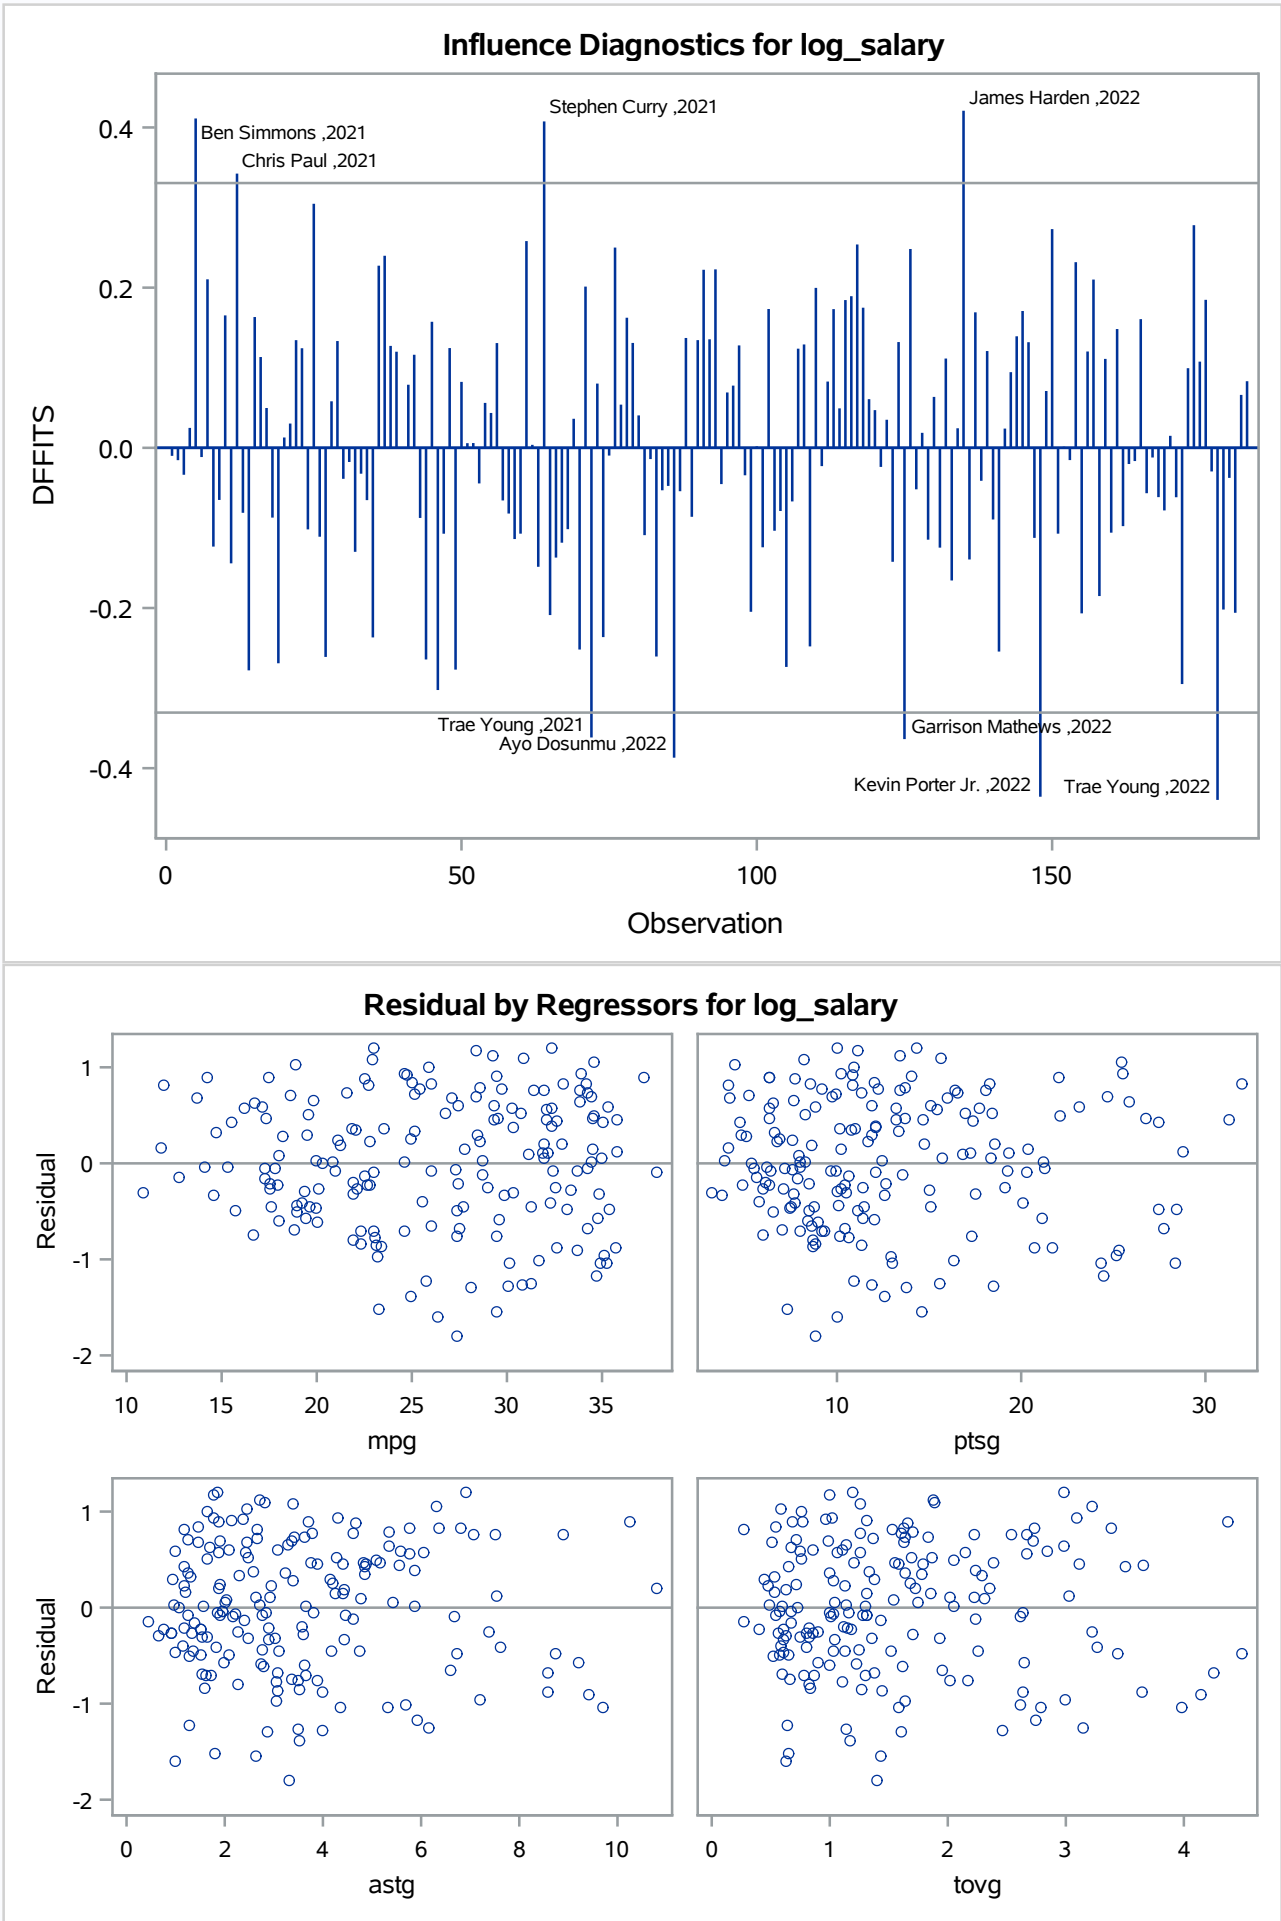 Influence Diagnostics for log_salary
James Harden ,2022
Stephen Curry ,2021
Ben Simmons ,2021
Chris Paul ,2021
0.4
0.2
0.0
-0.2
-0.4
DFFITS
Trae Young ,2021
Garrison Mathews ,2022
Ayo Dosunmu ,2022
Kevin Porter Jr. ,2022
Trae Young ,2022
0 50 100 150
Observation
Residual by Regressors for log_salary
1
0
-1
-2
Residual
10 15 20 25 30 35
10 20 30
mpg
ptsg
1
0
-1
-2
Residual
0 2 4 6 8 10
0 1 2 3 4
astg
tovg